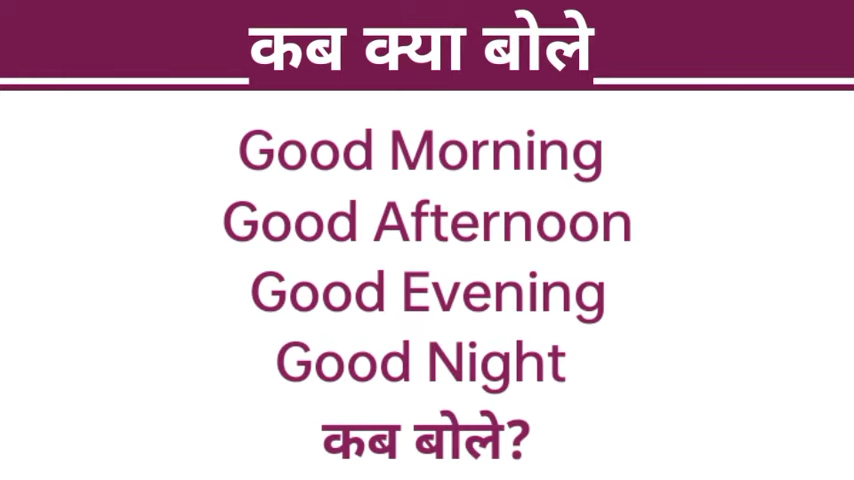 कब क्या बोले
Good Morning
Good Afternoon
Good Evening
Good Night
कब बोले?